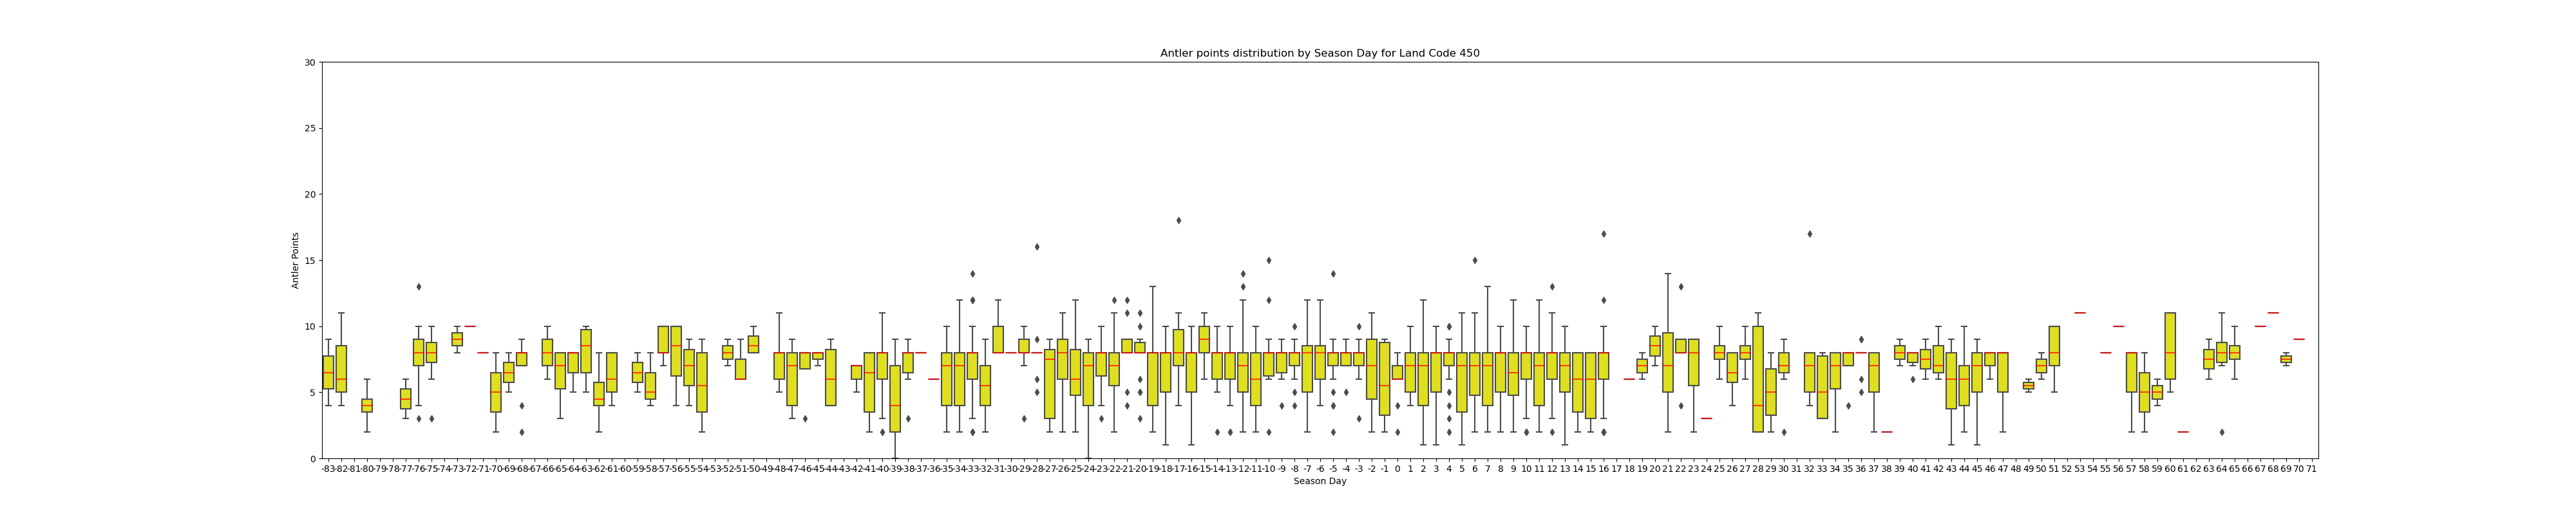 Antler points distribution by Season Day for Land Code 450
30
25
20
15
10
5
0
Antler Points
-83-82-81-80-79-78-77-76-75-74-73-72-71-70-69-68-67-66-65-64-63-62-61-60-59-58-57-56-55-54-53-52-51-50-49-48-47-46-45-44-43-42-41-40-39-38-37-36-35-34-33-32-31-30-29-28-27-26-25-24-23-22-21-20-19-18-17-16-15-14-13-12-11-10 -9 -8 -7 -6 -5 -4 -3 -2 -1 0 1 2 3 4 5 6 7 8 9 10 11 12 13 14 15 16 17 18 19 20 21 22 23 24 25 26 27 28 29 30 31 32 33 34 35 36 37 38 39 40 41 42 43 44 45 46 47 48 49 50 51 52 53 54 55 56 57 58 59 60 61 62 63 64 65 66 67 68 69 70 71
Season Day